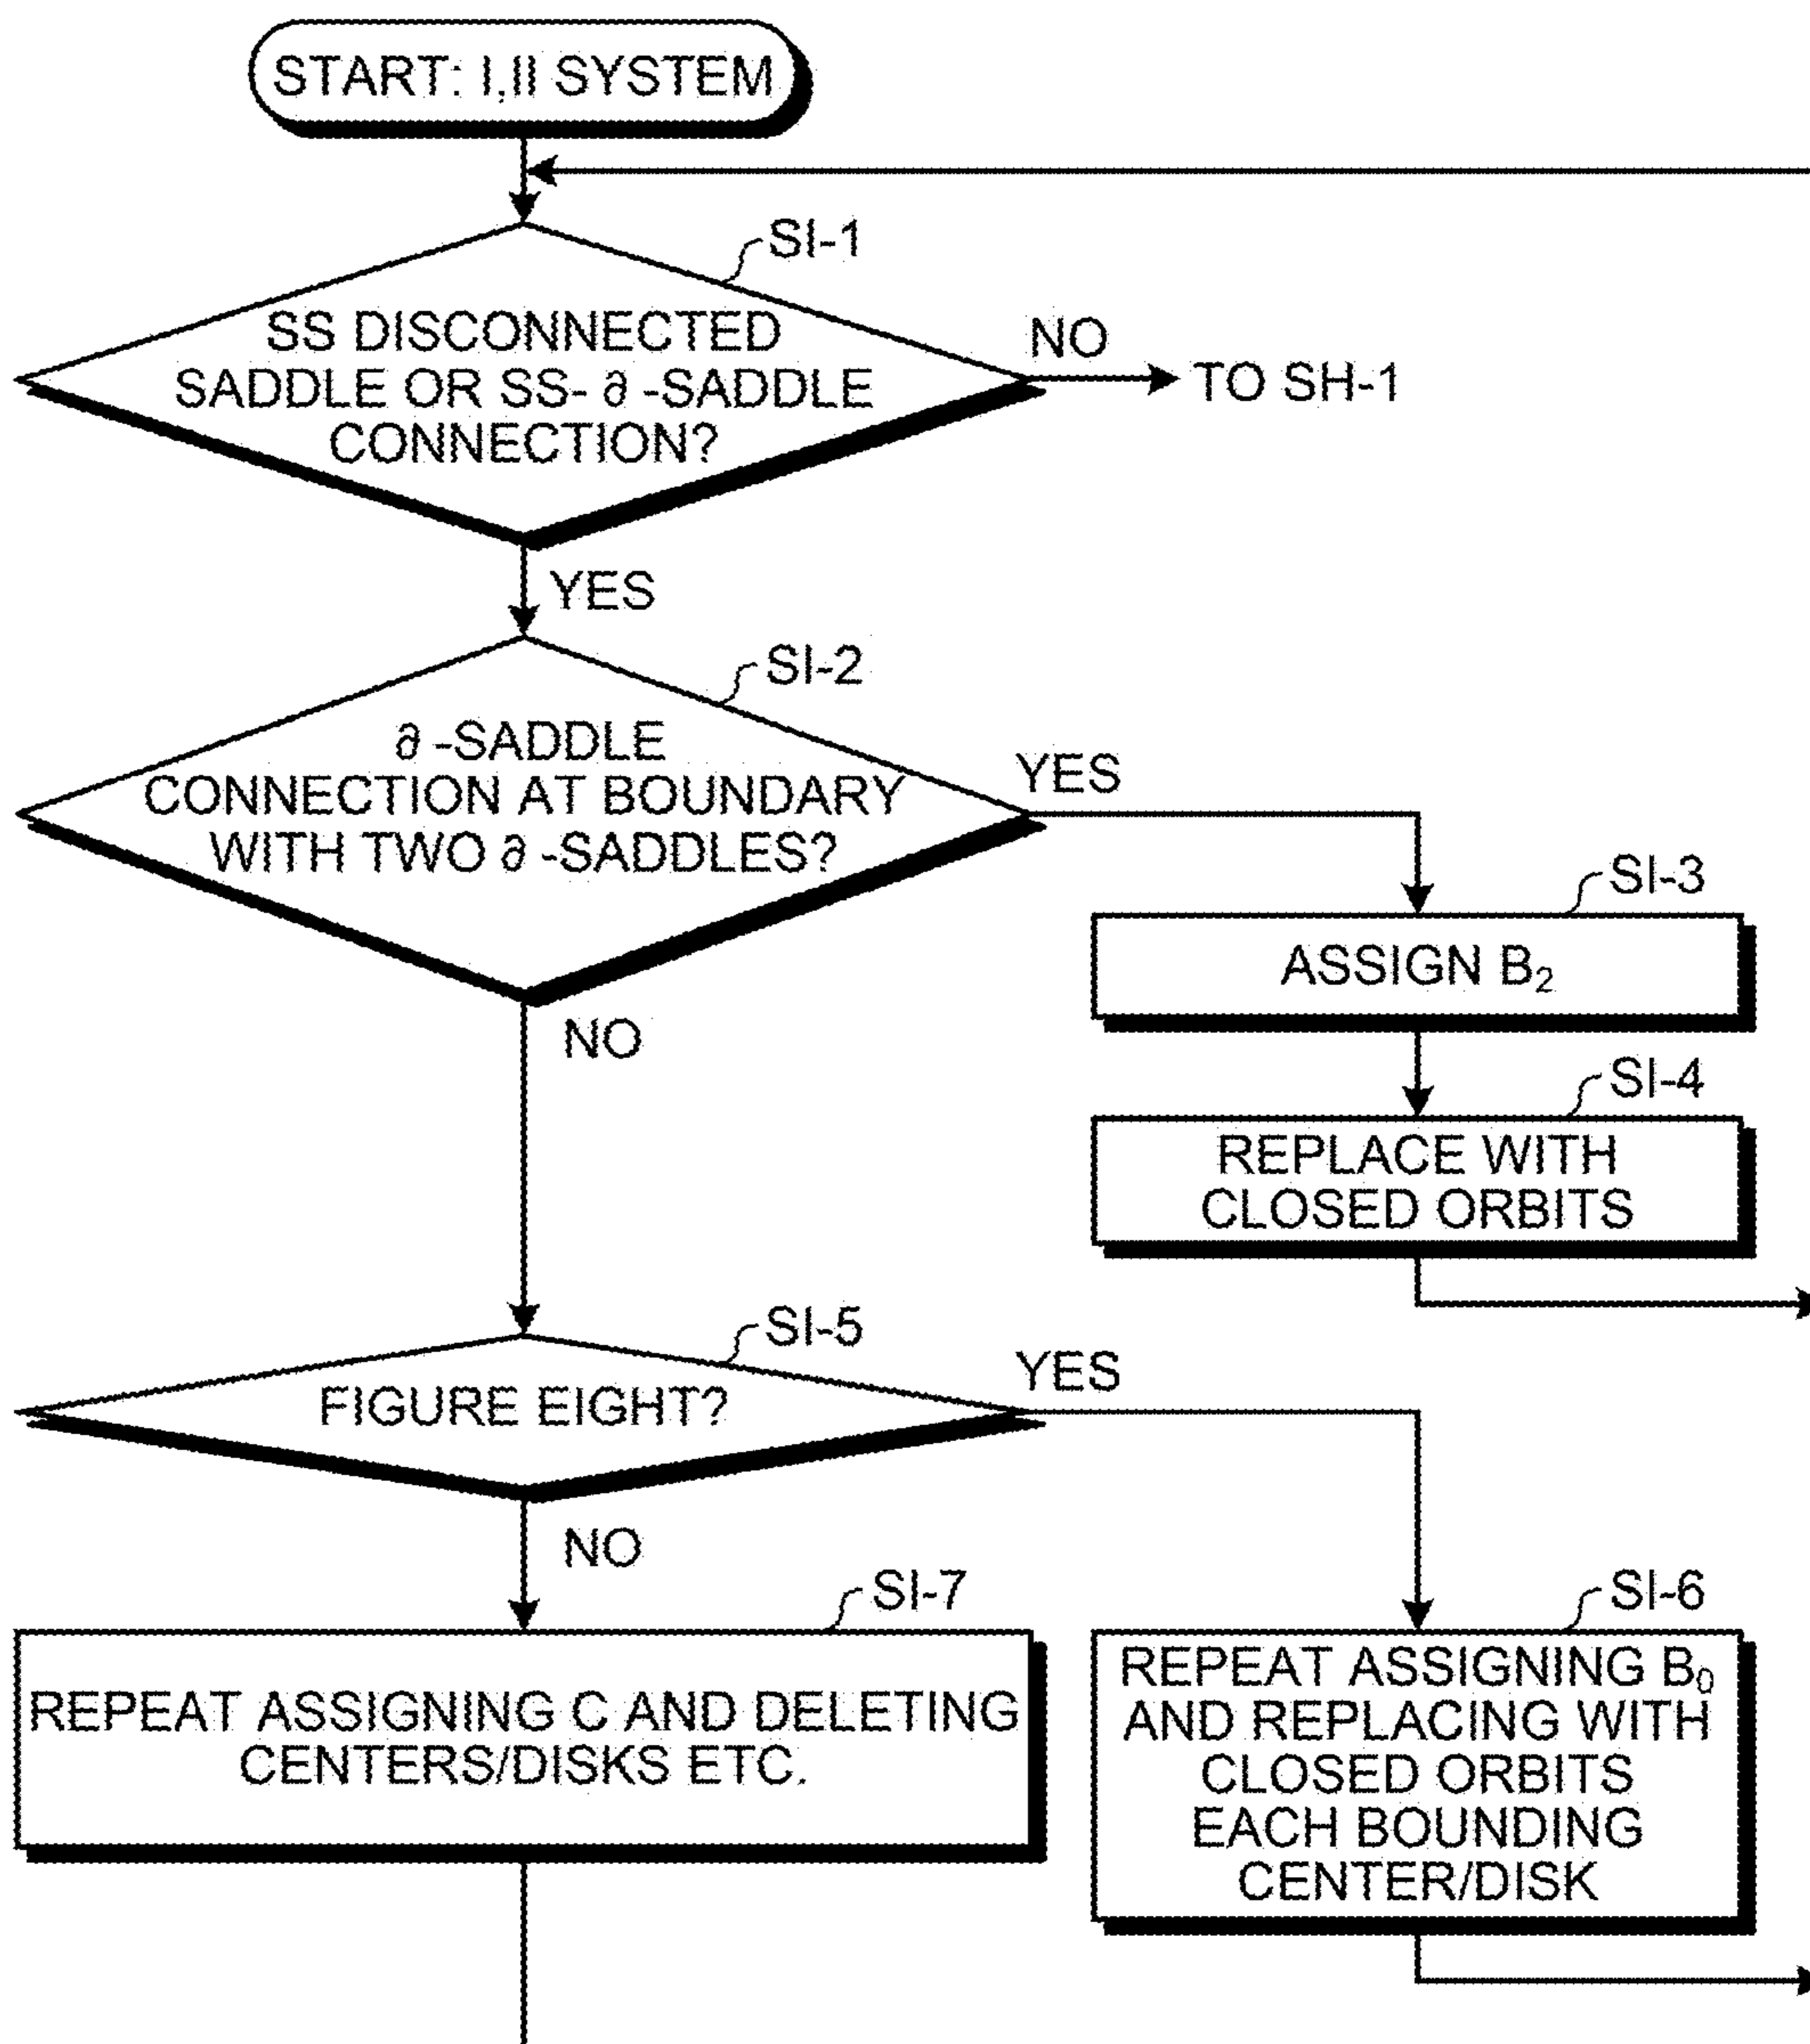 START: I,II SYSTEM
SI-1
SS DISCONNECTED
SADDLE OR SS- ∂ -SADDLE
CONNECTION?
NO
TO SH-1
YES
SI-2
∂ -SADDLE
CONNECTION AT BOUNDARY
WITH TWO ∂ -SADDLES?
YES
NO
SI-3
ASSIGN B₂
SI-4
REPLACE WITH
CLOSED ORBITS
SI-5
FIGURE EIGHT?
YES
NO
SI-7
REPEAT ASSIGNING C AND DELETING
CENTERS/DISKS ETC.
SI-6
REPEAT ASSIGNING B₀
AND REPLACING WITH
CLOSED ORBITS
EACH BOUNDING
CENTER/DISK